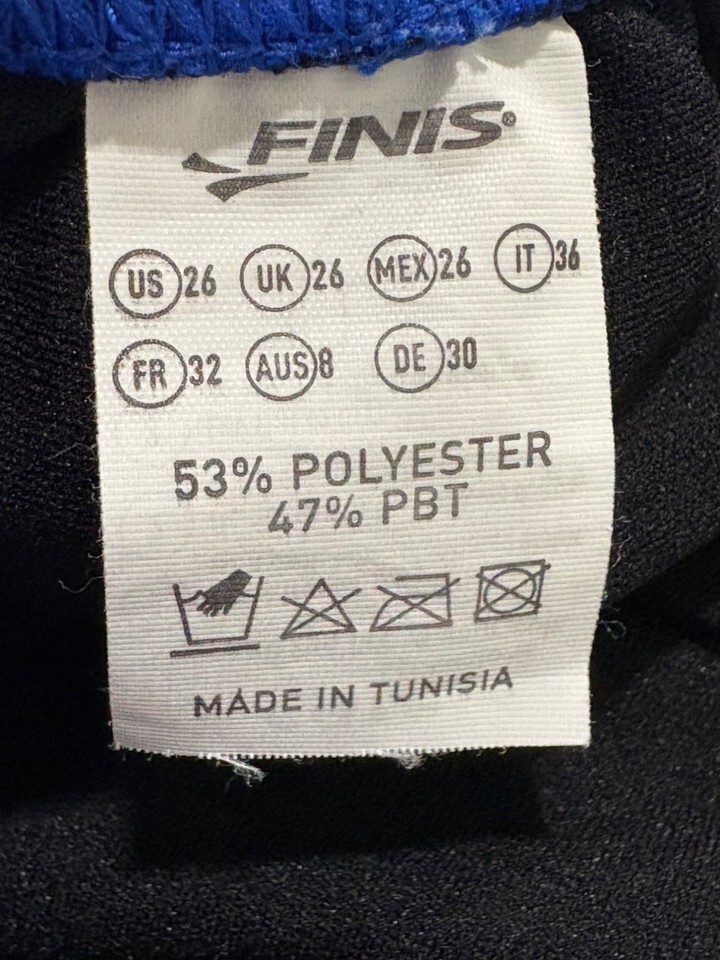 FINIS®
US 26 UK 26 MEX 26 IT 36
FR 32 AUS 8 DE 30
53% POLYESTER
47% PBT
MADE IN TUNISIA